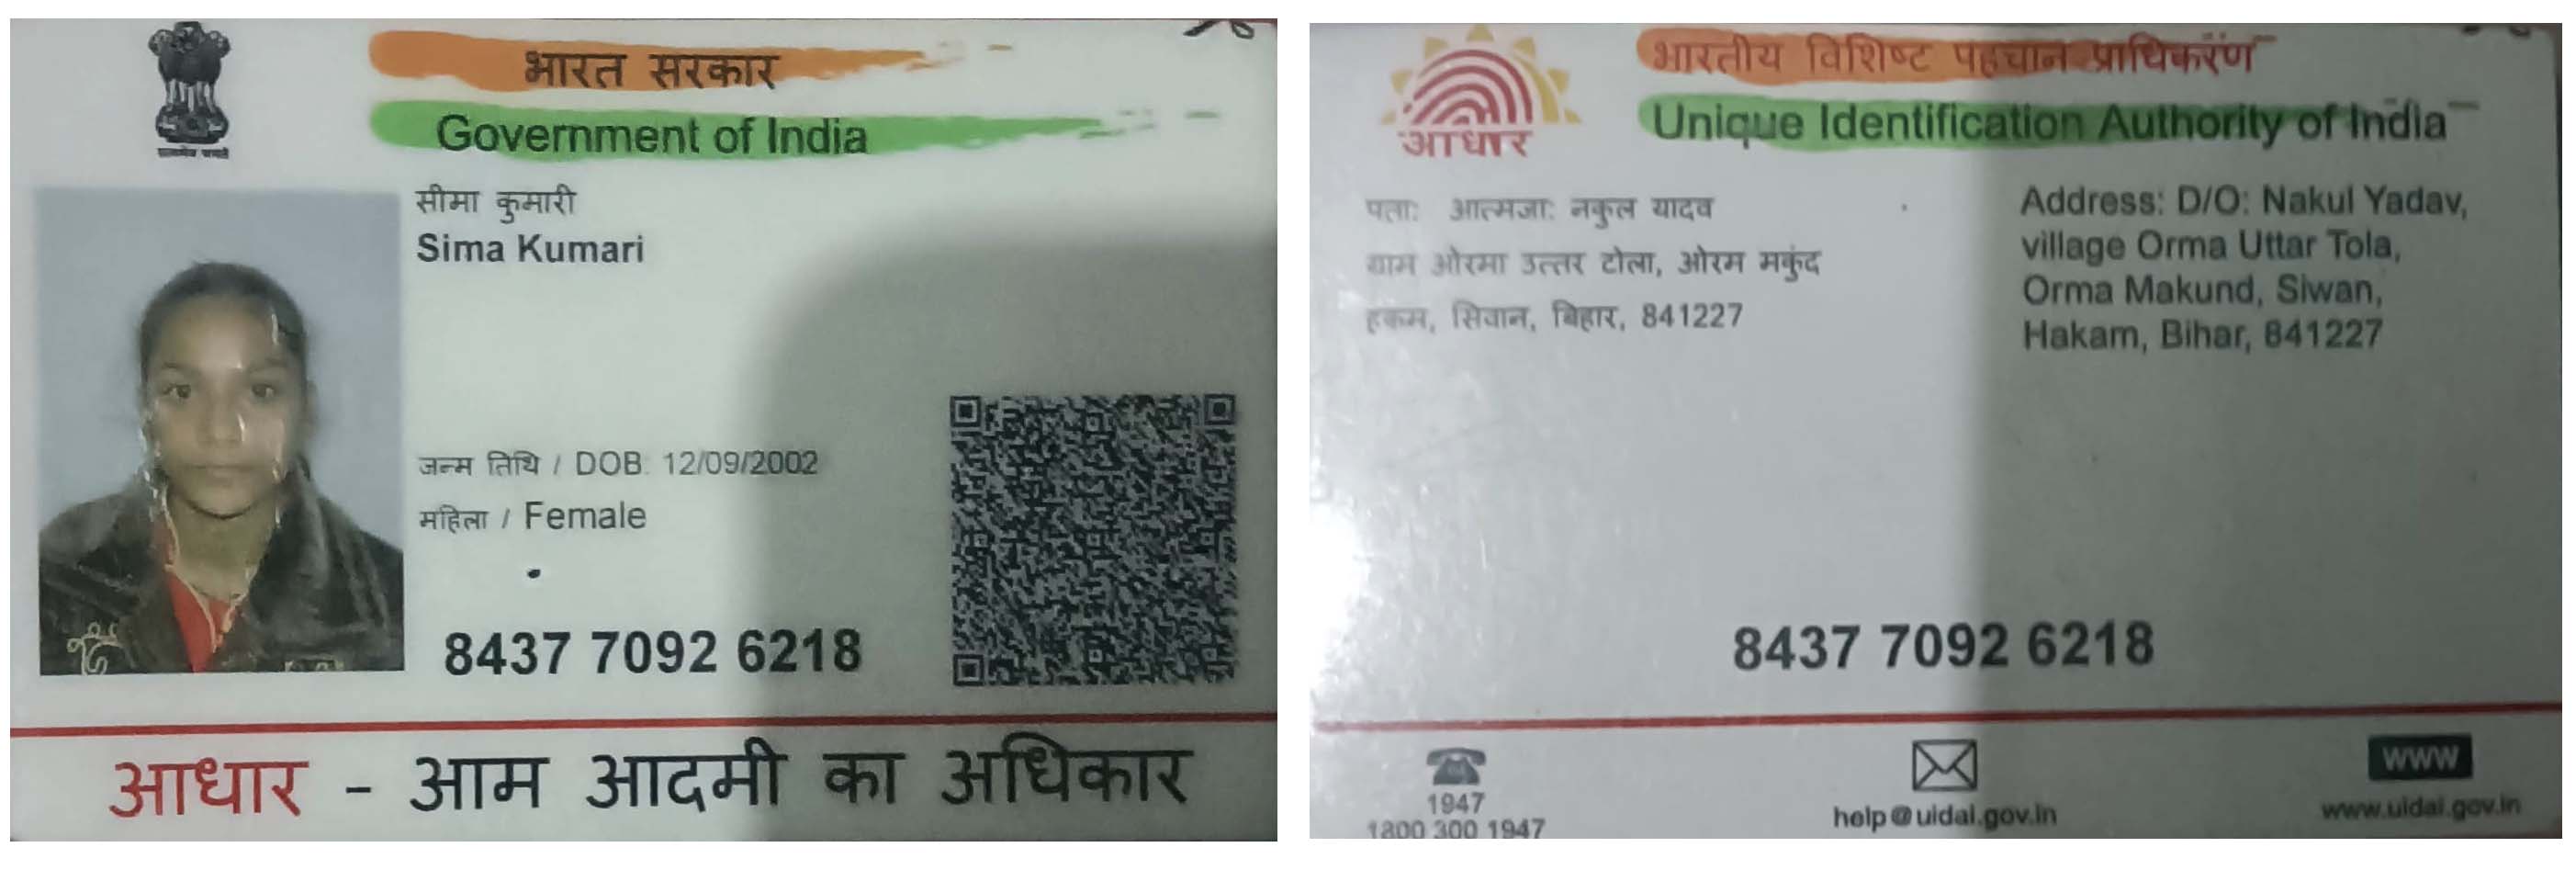 भारत सरकार
Government of India
सीमा कुमारी
Sima Kumari
जन्म तिथि / DOB: 12/09/2002
महिला / Female
8437 7092 6218
आधार - आम आदमी का अधिकार
भारतीय विशिष्ट पहचान प्राधिकरण
Unique Identification Authority of India
आधार
पता: आत्मजा: नकुल यादव
ग्राम ओरमा उत्तर टोला, ओरम मकुंद
हकम, सिवान, बिहार, 841227
Address: D/O: Nakul Yadav,
village Orma Uttar Tola,
Orma Makund, Siwan,
Hakam, Bihar, 841227
8437 7092 6218
1947
1800 300 1947
help@uidai.gov.in
www
www.uidai.gov.in